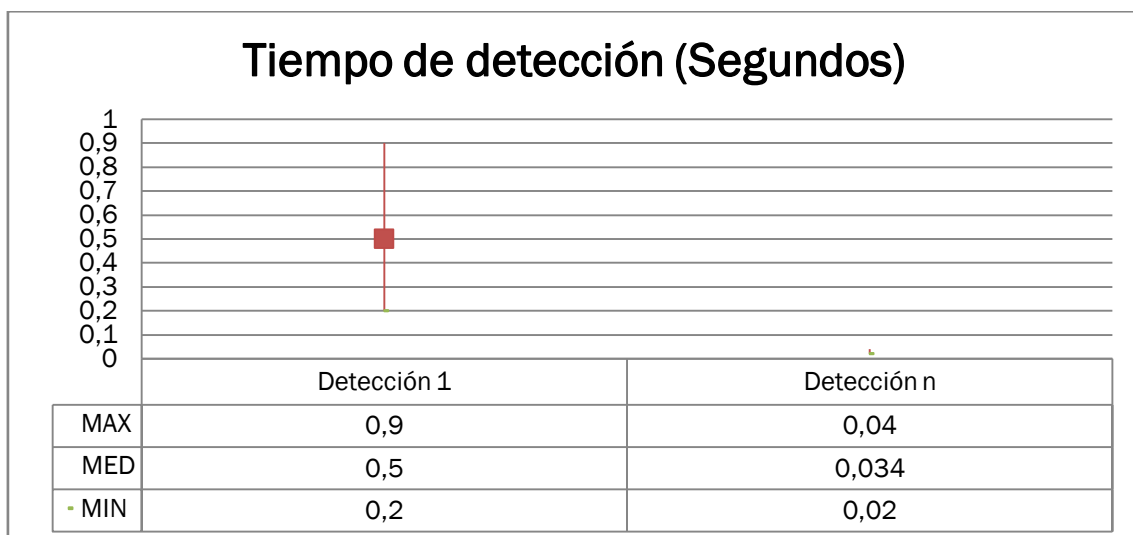 Tiempo de detección (Segundos)
1
0,9
0,8
0,7
0,6
0,5
0,4
0,3
0,2
0,1
0
Detección 1 Detección n
MAX 0,9 0,04
MED 0,5 0,034
MIN 0,2 0,02